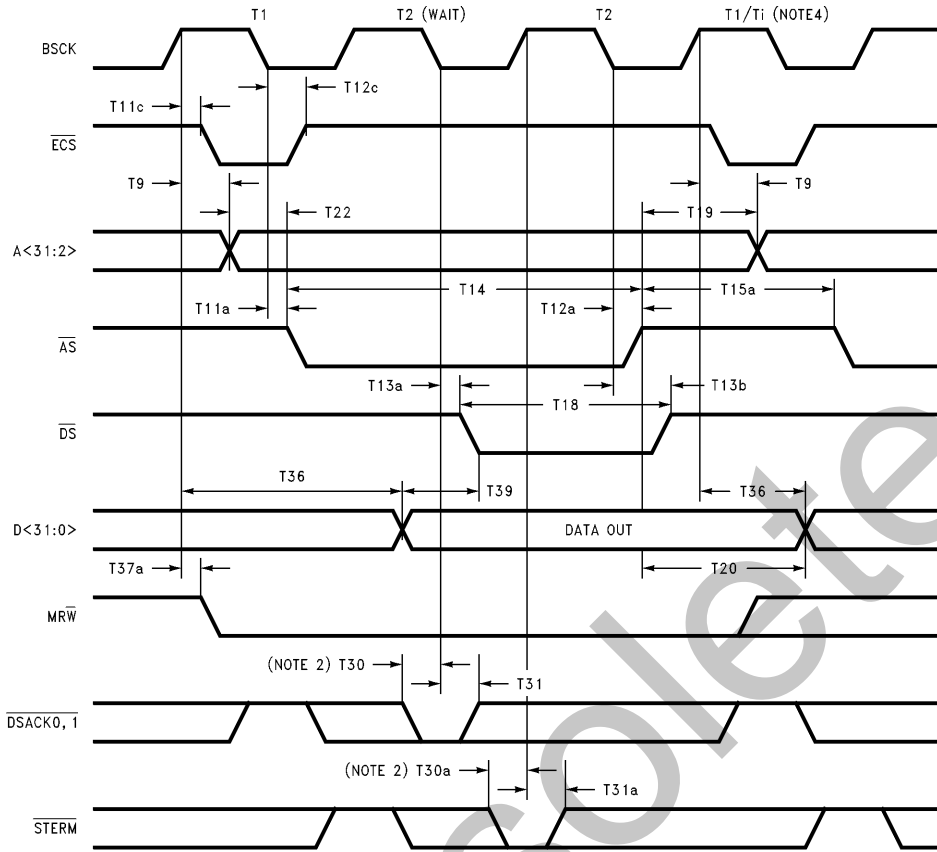 T1 T2 (WAIT) T2 T1/Ti (NOTE4)
BSCK
T12c
T11c
ECS
T9 T9
T22 T19
A<31:2>
T14 T15a
T11a T12a
AS
T13a T13b
T18
DS
T36 T39 T36
D<31:0> DATA OUT
T37a T20
MRW
(NOTE 2) T30
T31
DSACK0, 1
(NOTE 2) T30a
T31a
STERM